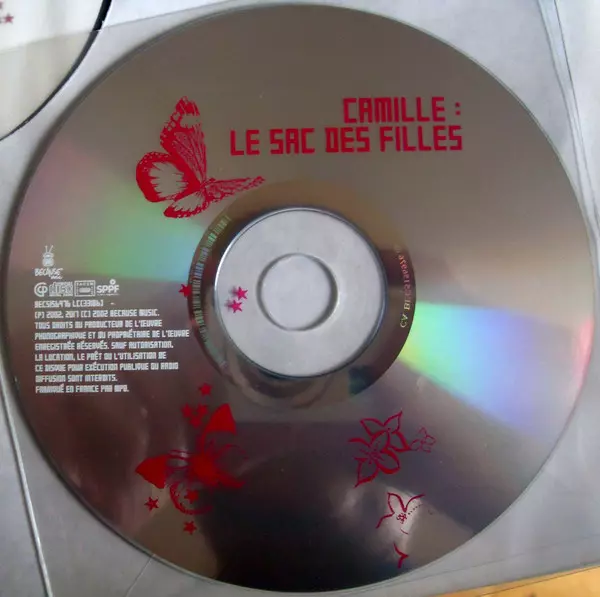 CAMILLE :
LE SAC DES FILLES
BECAUSE
SPPF
(P) 2002, 2017 (C) 2002 BECAUSE MUSIC.
TOUS DROITS DU PRODUCTEUR DE L'ŒUVRE
PHONOGRAPHIQUE ET DU PROPRIÉTAIRE DE L'ŒUVRE
ENREGISTRÉE RÉSERVÉS. SAUF AUTORISATION,
LA LOCATION, LE PRÊT OU L'UTILISATION DE
CE DISQUE POUR EXÉCUTION PUBLIQUE OU RADIO
DIFFUSION SONT INTERDITS.
FABRIQUÉ EN FRANCE PAR MPO.